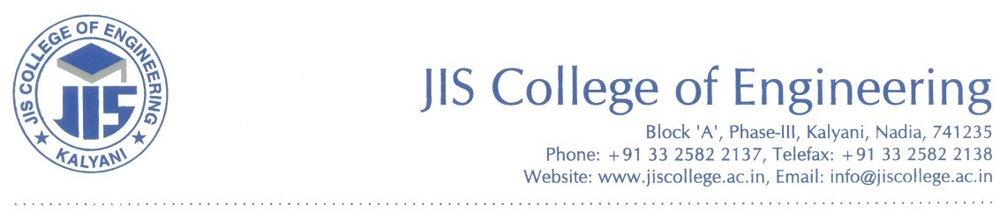 JIS COLLEGE OF ENGINEERING
JIS
★ KALYANI ★
JIS College of Engineering
Block 'A', Phase-III, Kalyani, Nadia, 741235
Phone: +91 33 2582 2137, Telefax: +91 33 2582 2138
Website: www.jiscollege.ac.in, Email: info@jiscollege.ac.in